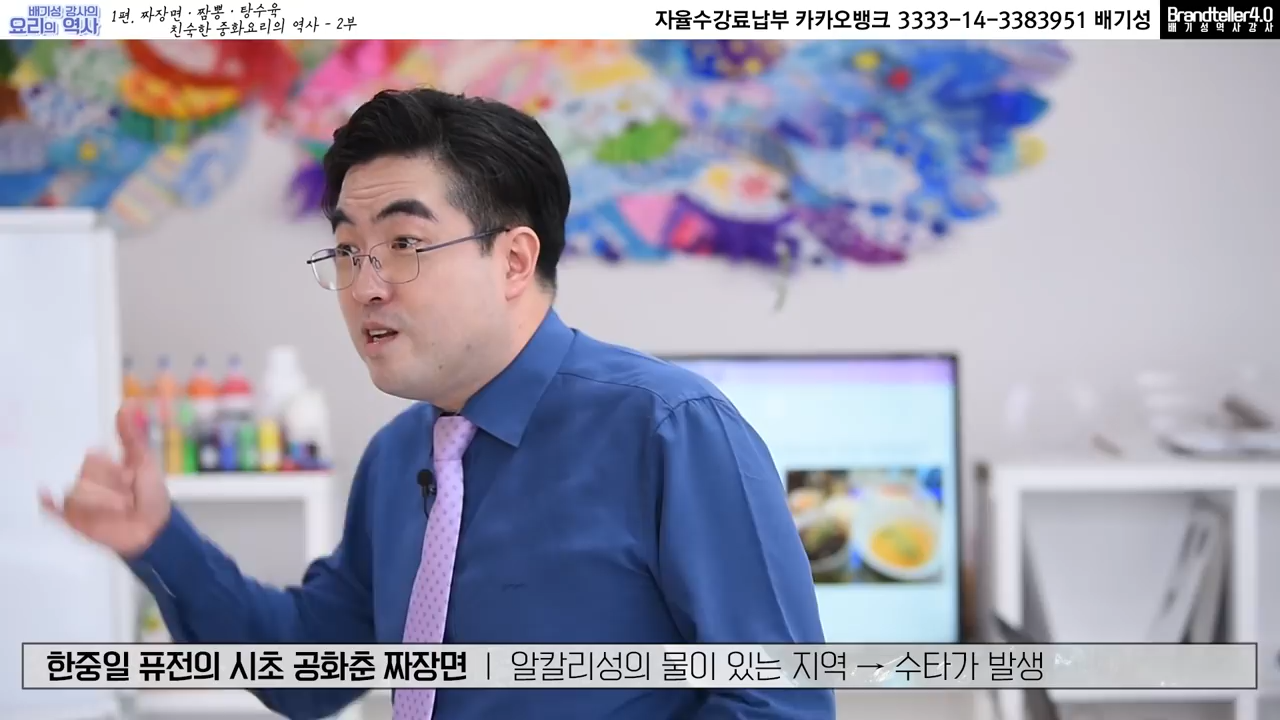 배기성 강사의
요리의 역사
1편. 짜장면·짬뽕·탕수육
친숙한 중화요리의 역사 - 2부
자율수강료납부 카카오뱅크 3333-14-3383951 배기성
Brandteller4.0
배기성역사강사
한중일 퓨전의 시초 공화춘 짜장면 | 알칼리성의 물이 있는 지역 → 수타가 발생